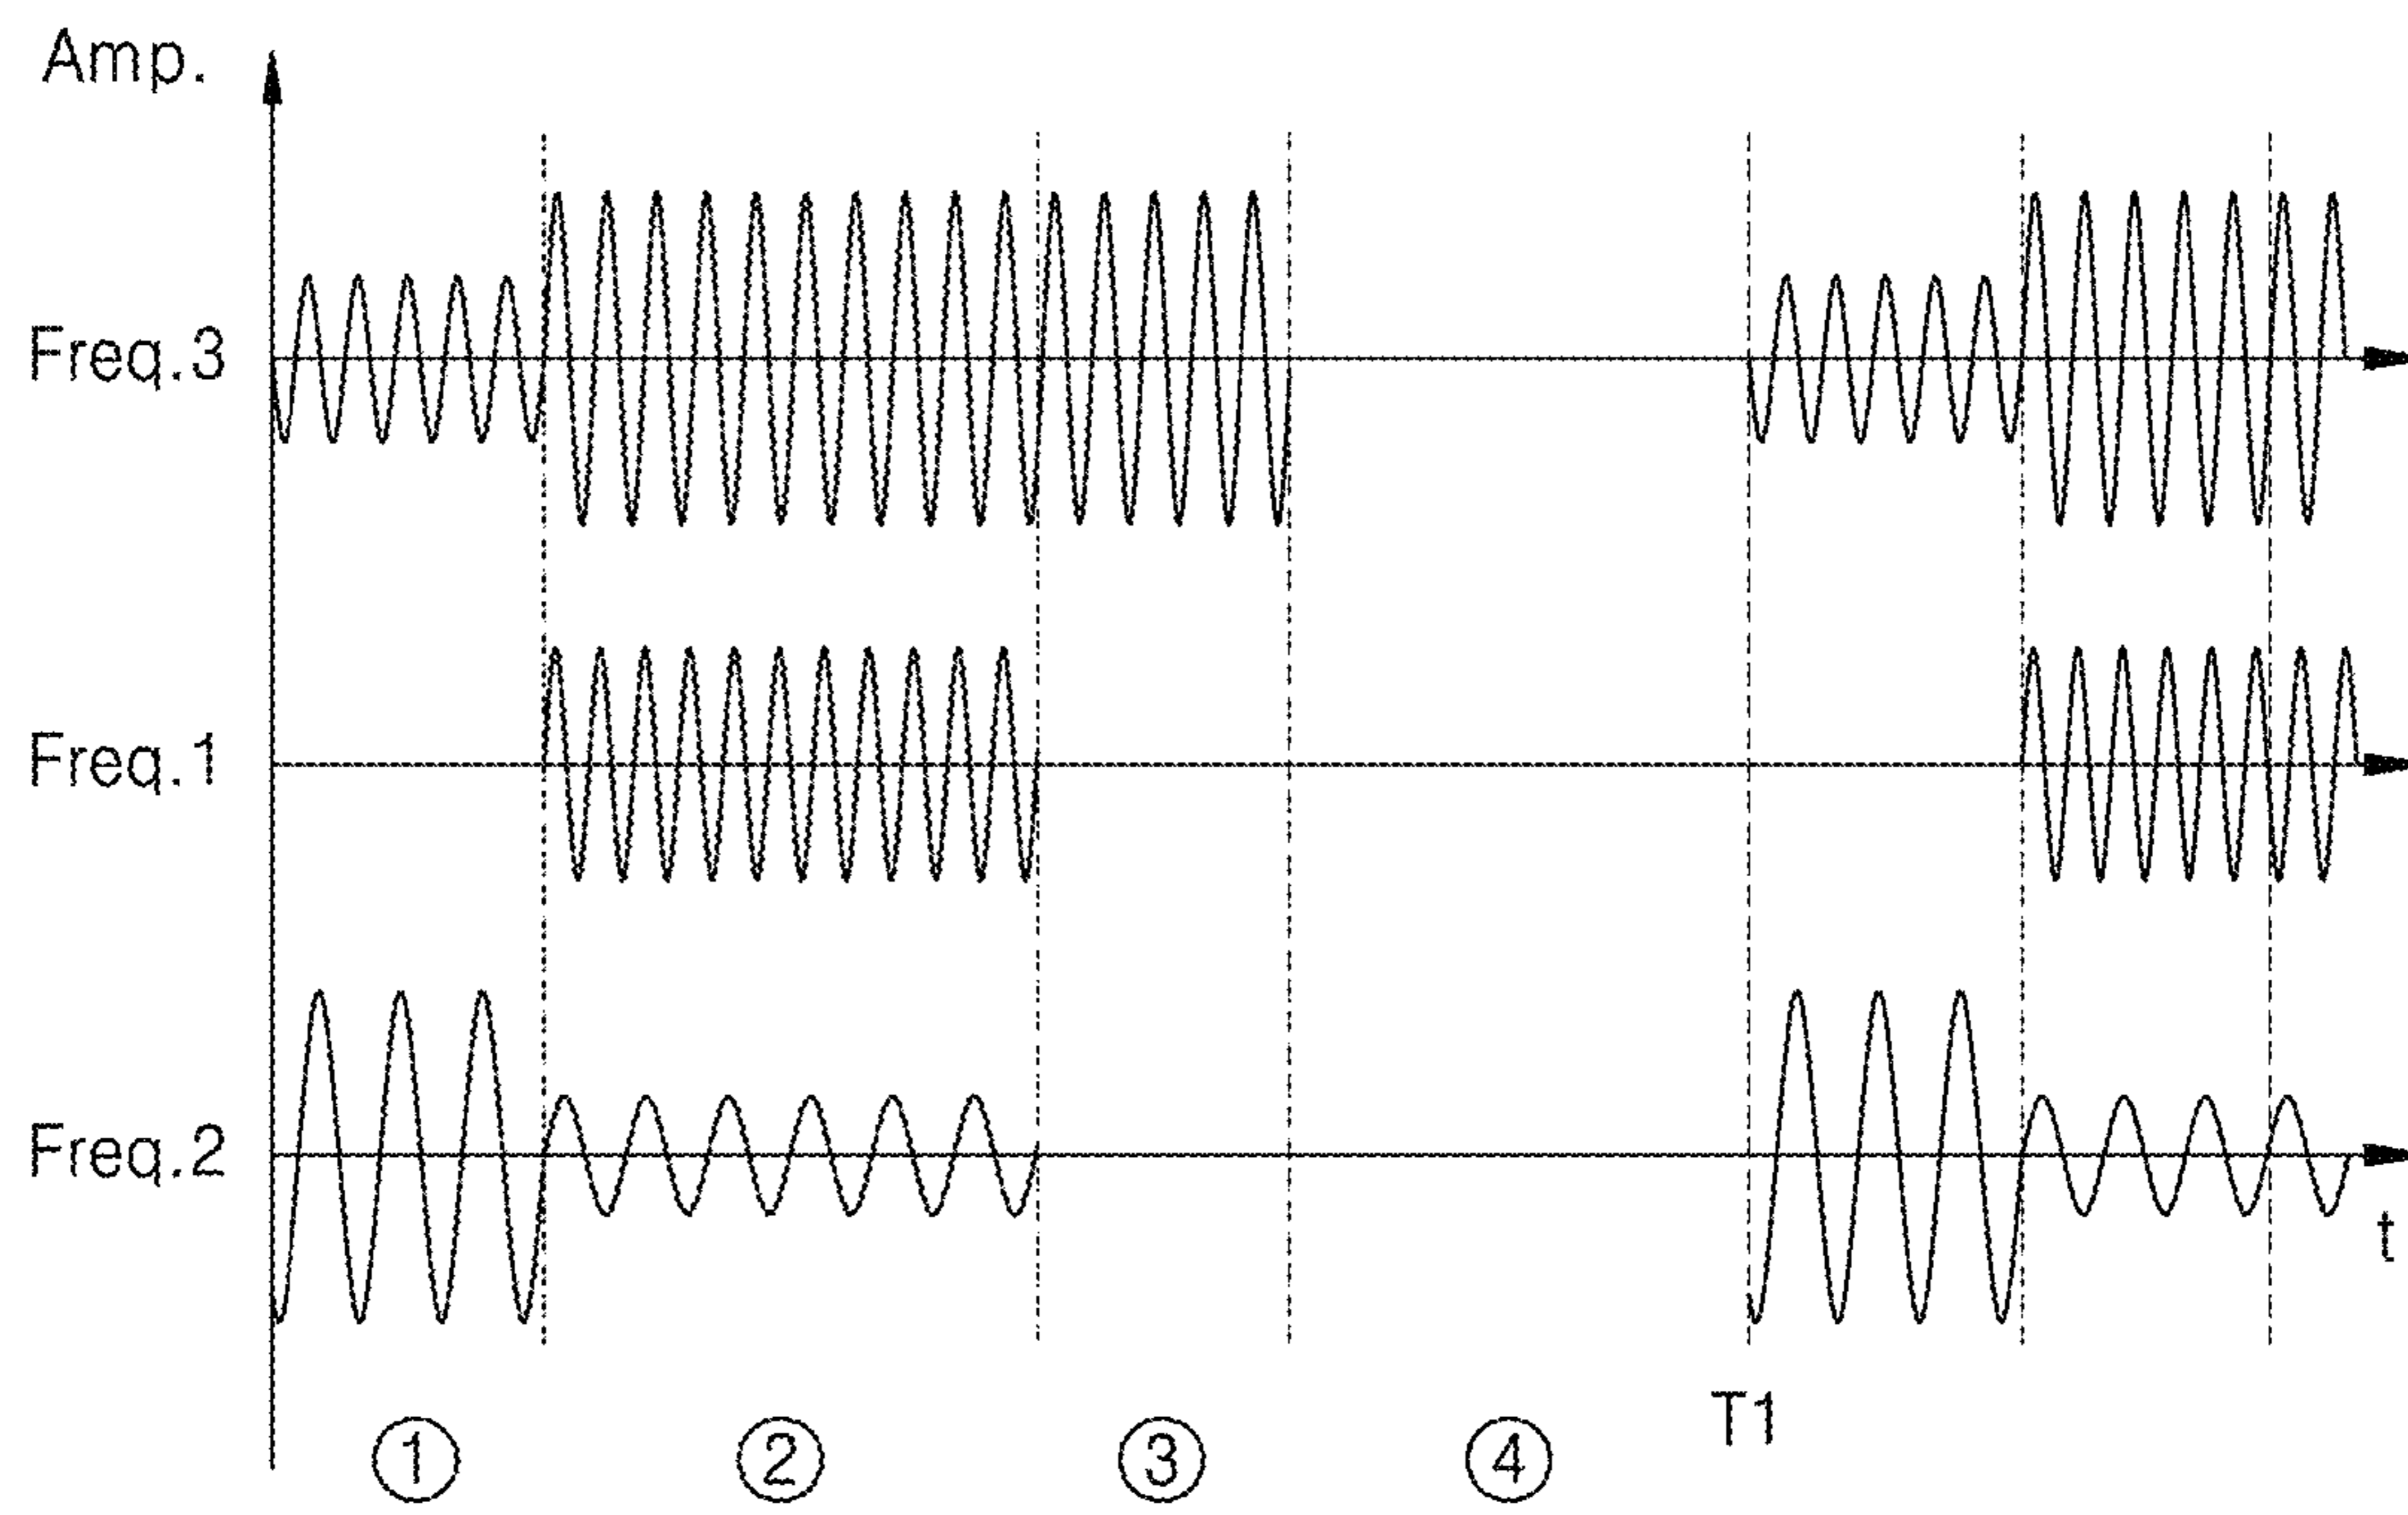 Amp.
Freq.3
Freq.1
Freq.2
t
T1
① ② ③ ④